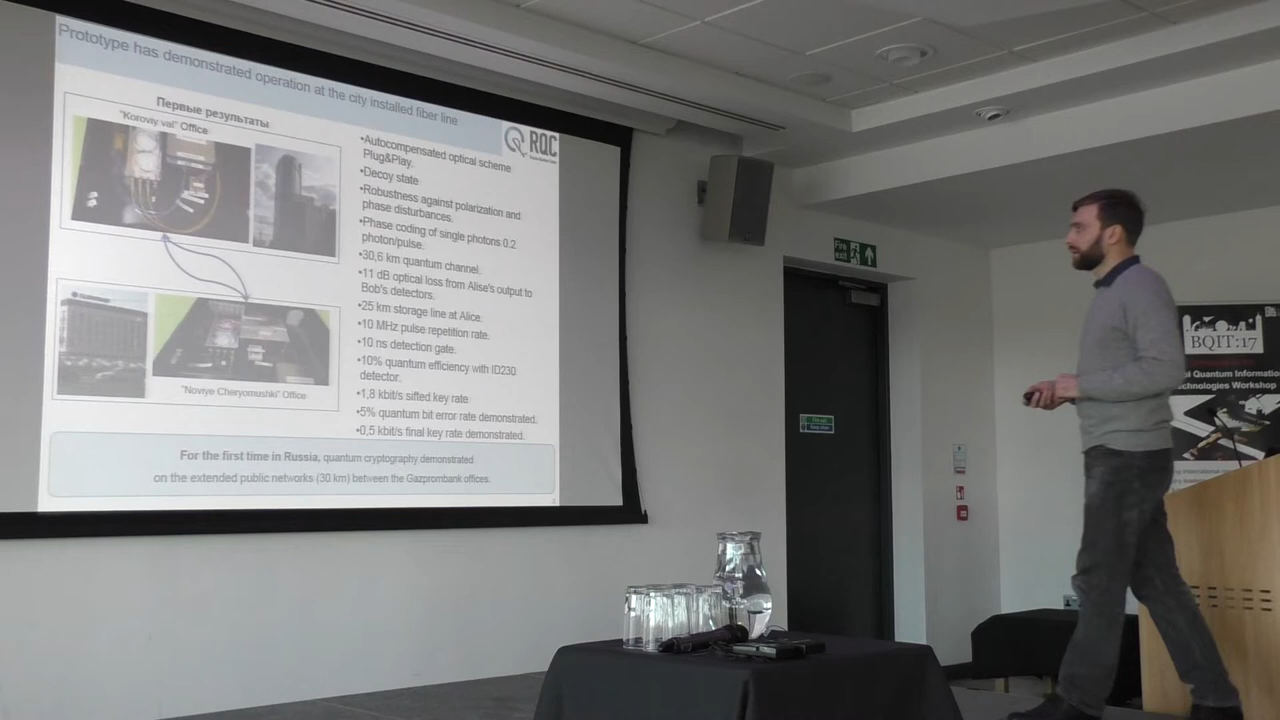 Prototype has demonstrated operation at the city installed fiber line
Первые результаты
"Koroviy val" Office
RQC
•Autocompensated optical scheme
Plug&Play.
•Decoy state
•Robustness against polarization and
phase disturbances.
•Phase coding of single photons 0.2
photon/pulse.
•30,6 km quantum channel.
•11 dB optical loss from Alise's output to
Bob's detectors.
•25 km storage line at Alice.
•10 MHz pulse repetition rate.
•10 ns detection gate.
•10% quantum efficiency with ID230
detector.
•1,8 kbit/s sifted key rate
•5% quantum bit error rate demonstrated.
•0,5 kbit/s final key rate demonstrated.
"Noviye Cheryomushki" Office
For the first time in Russia, quantum cryptography demonstrated
on the extended public networks (30 km) between the Gazprombank offices.
Fire
exit
BQIT:17
ol Quantum Information
echnologies Workshop